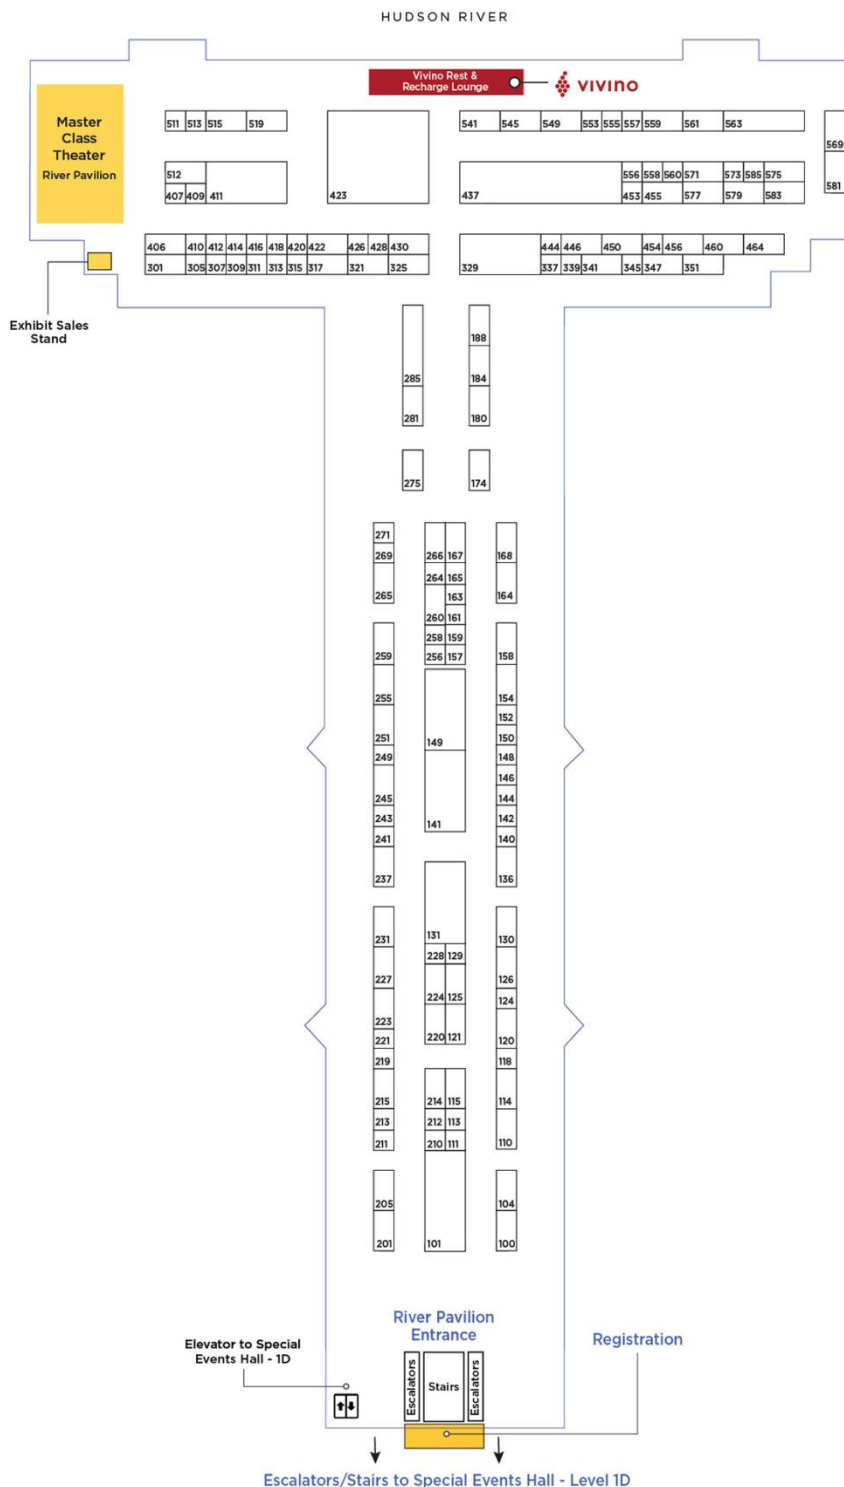 HUDSON RIVER
Vivino Rest &
Recharge Lounge
VIVINO
Master
Class
Theater
River Pavilion
511 513 515 519
541 545 549 553 555 557 559 561 563
569
512
407 409 411
423
437
556 558 560 571 573 585 575
453 455 577 579 583
581
406 410 412 414 416 418 420 422 426 428 430
444 446 450 454 456 460 464
301 305 307 309 311 313 315 317 321 325
329 337 339 341 345 347 351
Exhibit Sales
Stand
188
285 184
281 180
275 174
271
269 266 167 168
264 165
265 163 164
260 161
258 159
259 256 157 158
255 154
152
251 149 150
249 148
146
245 144
243 141 142
241 140
237 136
231 131 130
228 129
227 126
224 125 124
223
221 220 121 120
219 118
215 214 115 114
213 212 113
211 210 111 110
205 104
201 101 100
River Pavilion
Entrance
Registration
Elevator to Special
Events Hall - 1D
Escalators
Stairs
Escalators
Escalators/Stairs to Special Events Hall - Level 1D